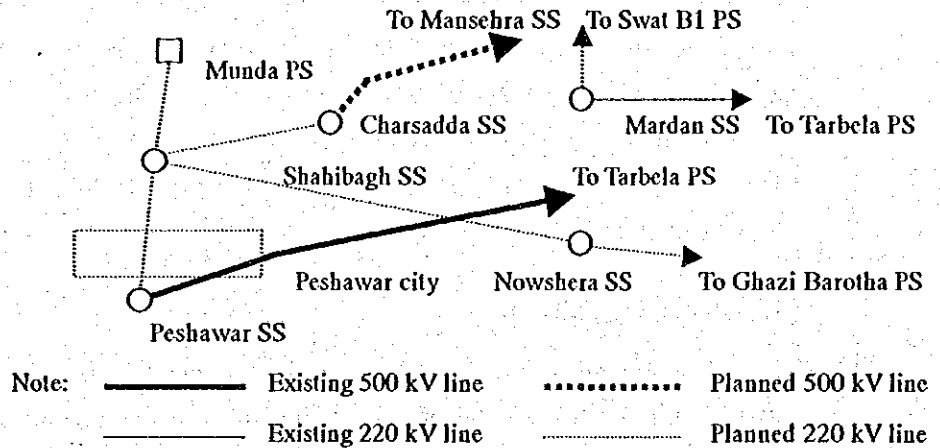 To Mansehra SS
To Swat B1 PS
Munda PS
Charsadda SS
Mardan SS
To Tarbela PS
Shahibagh SS
To Tarbela PS
Peshawar city
Nowshera SS
To Ghazi Barotha PS
Peshawar SS
Note:
Existing 500 kV line
Planned 500 kV line
Existing 220 kV line
Planned 220 kV line